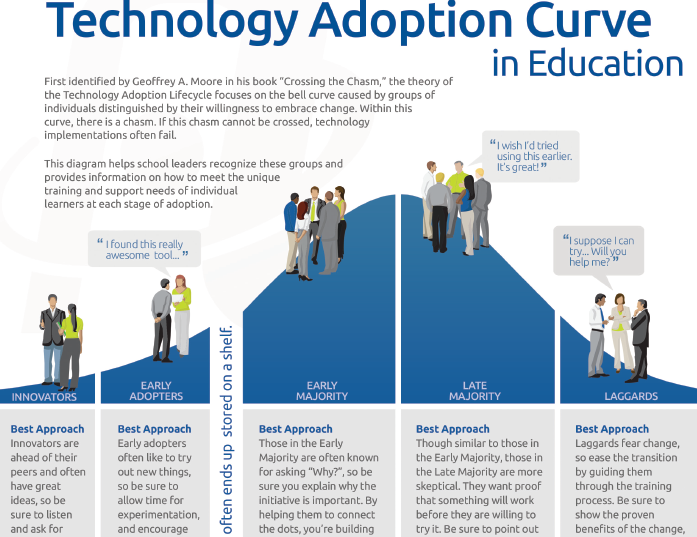 Technology Adoption Curve
in Education
First identified by Geoffrey A. Moore in his book "Crossing the Chasm," the theory of
the Technology Adoption Lifecycle focuses on the bell curve caused by groups of
individuals distinguished by their willingness to embrace change. Within this
curve, there is a chasm. If this chasm cannot be crossed, technology
implementations often fail.
This diagram helps school leaders recognize these groups and
provides information on how to meet the unique
training and support needs of individual
learners at each stage of adoption.
“ I wish I’d tried
using this earlier.
It’s great! ”
“ I found this really
awesome tool... ”
“ I suppose I can
try... Will you
help me? ”
INNOVATORS
EARLY
ADOPTERS
often ends up stored on a shelf.
EARLY
MAJORITY
LATE
MAJORITY
LAGGARDS
Best Approach
Innovators are
ahead of their
peers and often
have great
ideas, so be
sure to listen
and ask for
Best Approach
Early adopters
often like to try
out new things,
so be sure to
allow time for
experimentation,
and encourage
Best Approach
Those in the Early
Majority are often known
for asking “Why?”, so be
sure you explain why the
initiative is important. By
helping them to connect
the dots, you’re building
Best Approach
Though similar to those in
the Early Majority, those in
the Late Majority are more
skeptical. They want proof
that something will work
before they are willing to
try it. Be sure to point out
Best Approach
Laggards fear change,
so ease the transition
by guiding them
through the training
process. Be sure to
show the proven
benefits of the change,